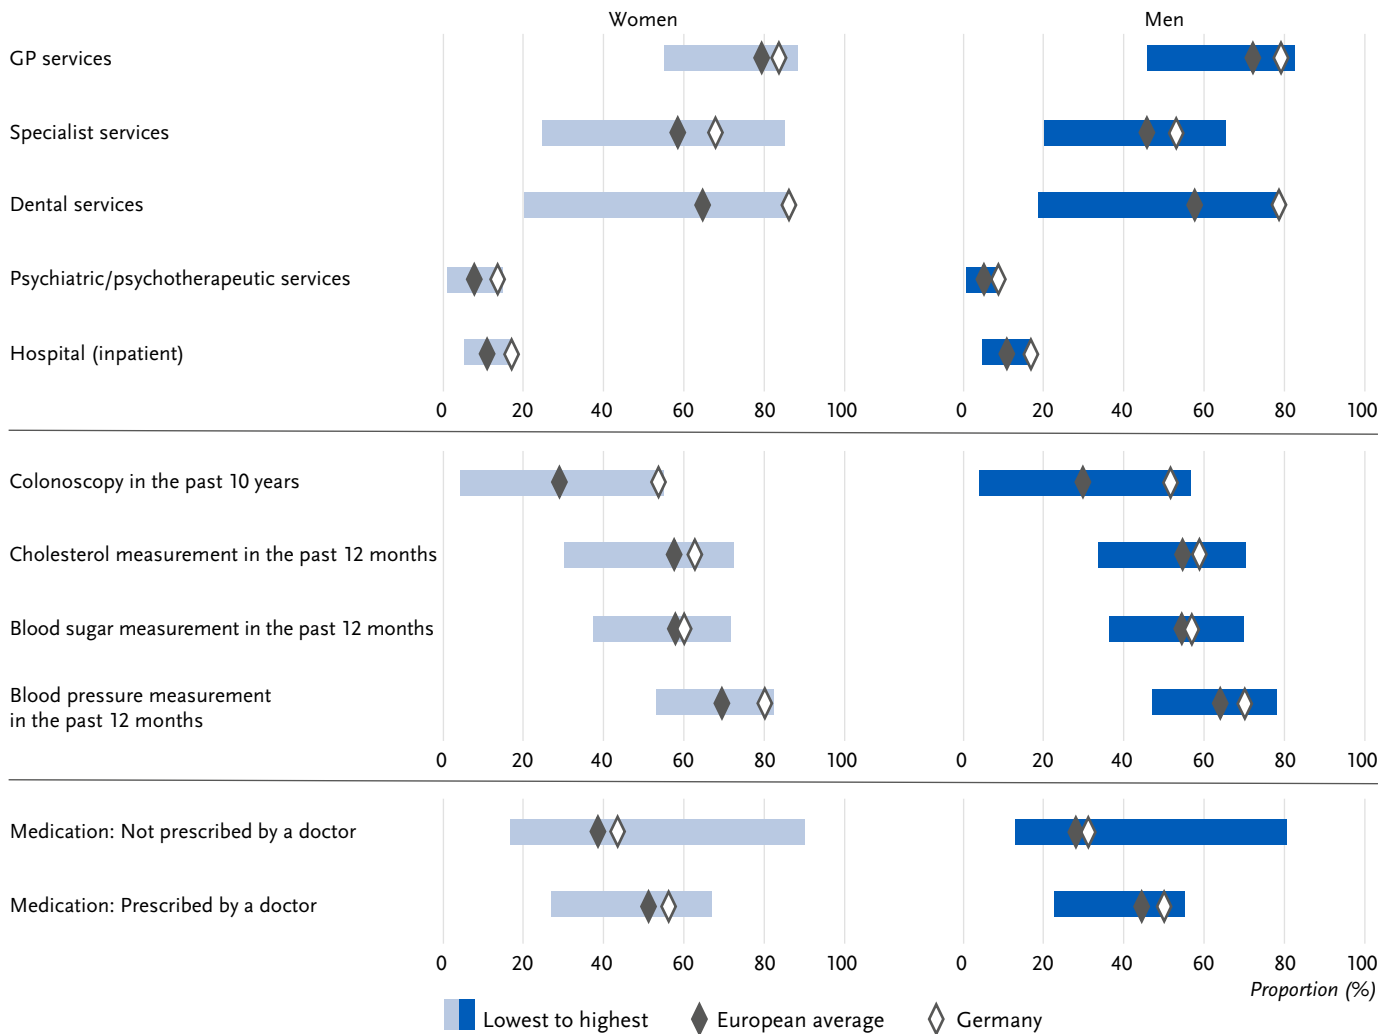 Women Men
GP services
Specialist services
Dental services
Psychiatric/psychotherapeutic services
Hospital (inpatient)
0 20 40 60 80 100 0 20 40 60 80 100
Colonoscopy in the past 10 years
Cholesterol measurement in the past 12 months
Blood sugar measurement in the past 12 months
Blood pressure measurement
in the past 12 months
0 20 40 60 80 100 0 20 40 60 80 100
Medication: Not prescribed by a doctor
Medication: Prescribed by a doctor
0 20 40 60 80 100 0 20 40 60 80 100
Proportion (%)
Lowest to highest European average Germany